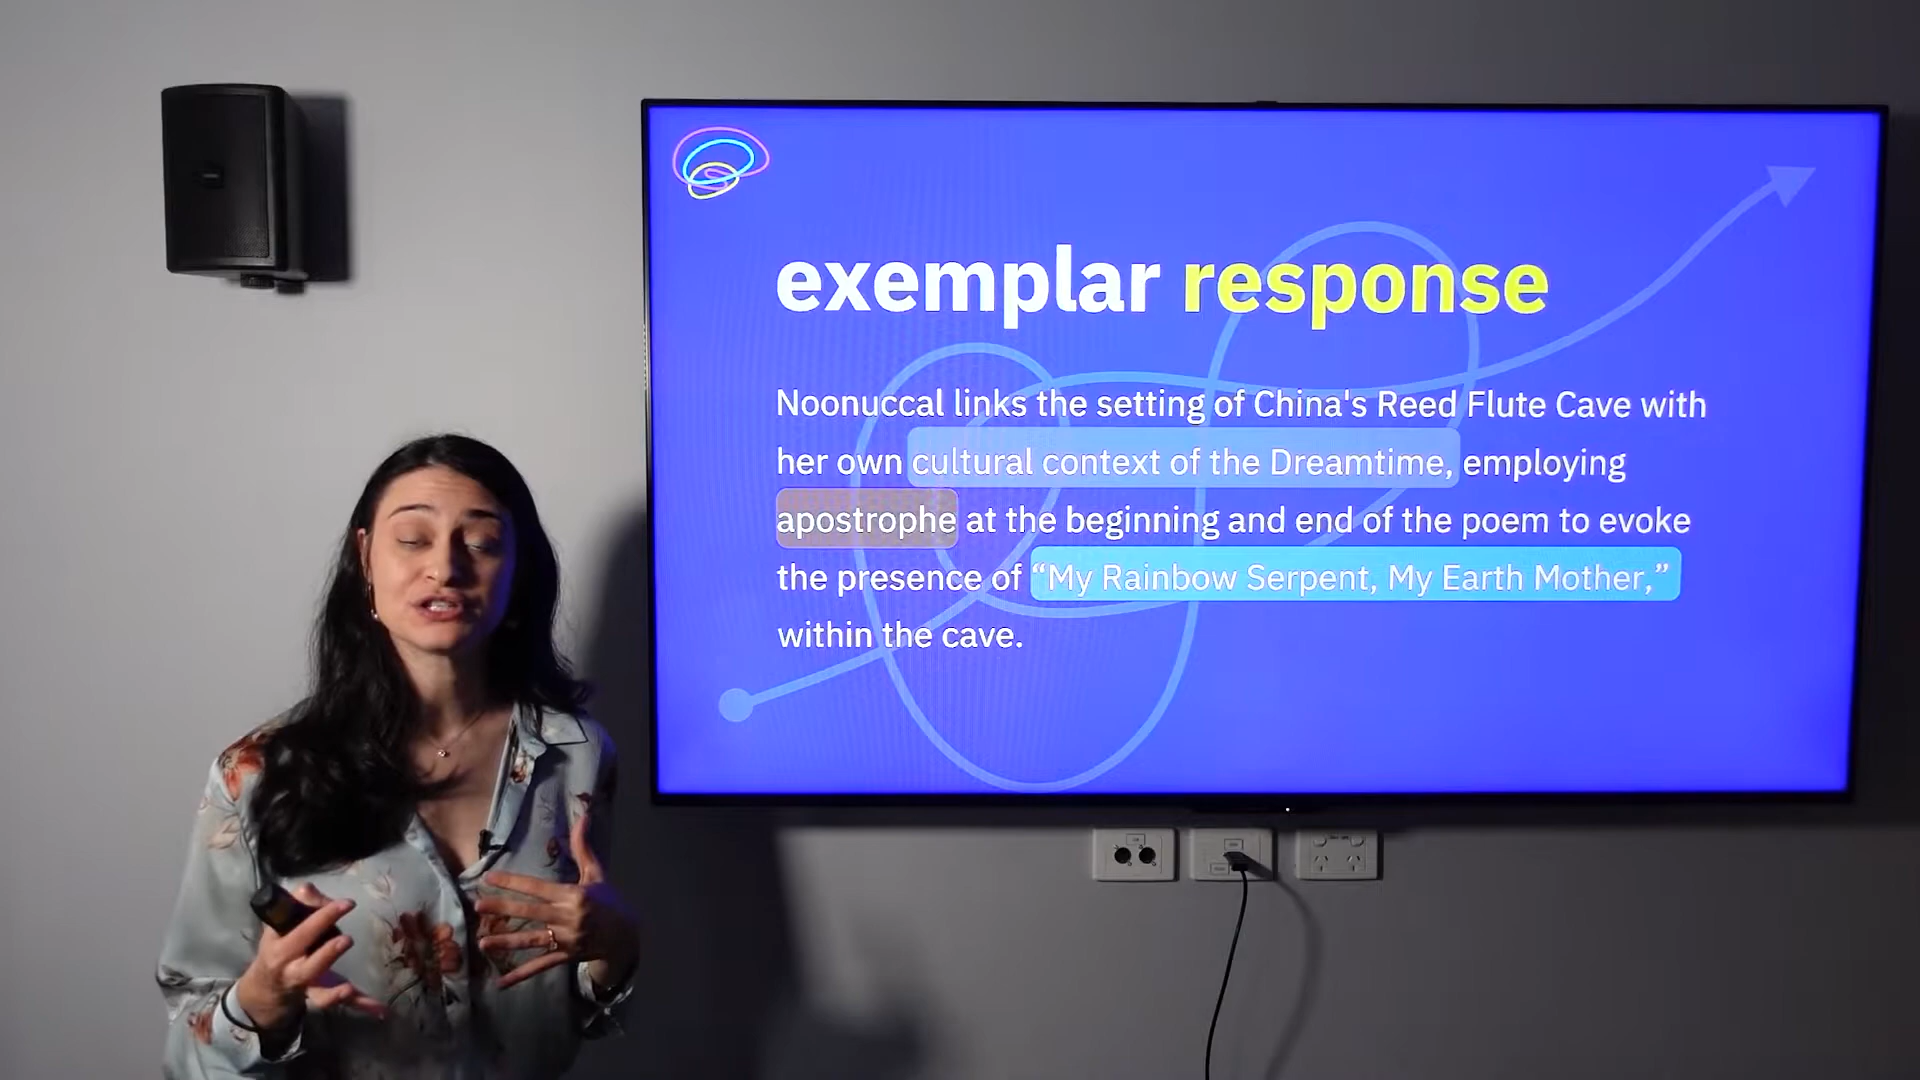 exemplar response
Noonuccal links the setting of China's Reed Flute Cave with
her own cultural context of the Dreamtime, employing
apostrophe at the beginning and end of the poem to evoke
the presence of “My Rainbow Serpent, My Earth Mother,”
within the cave.